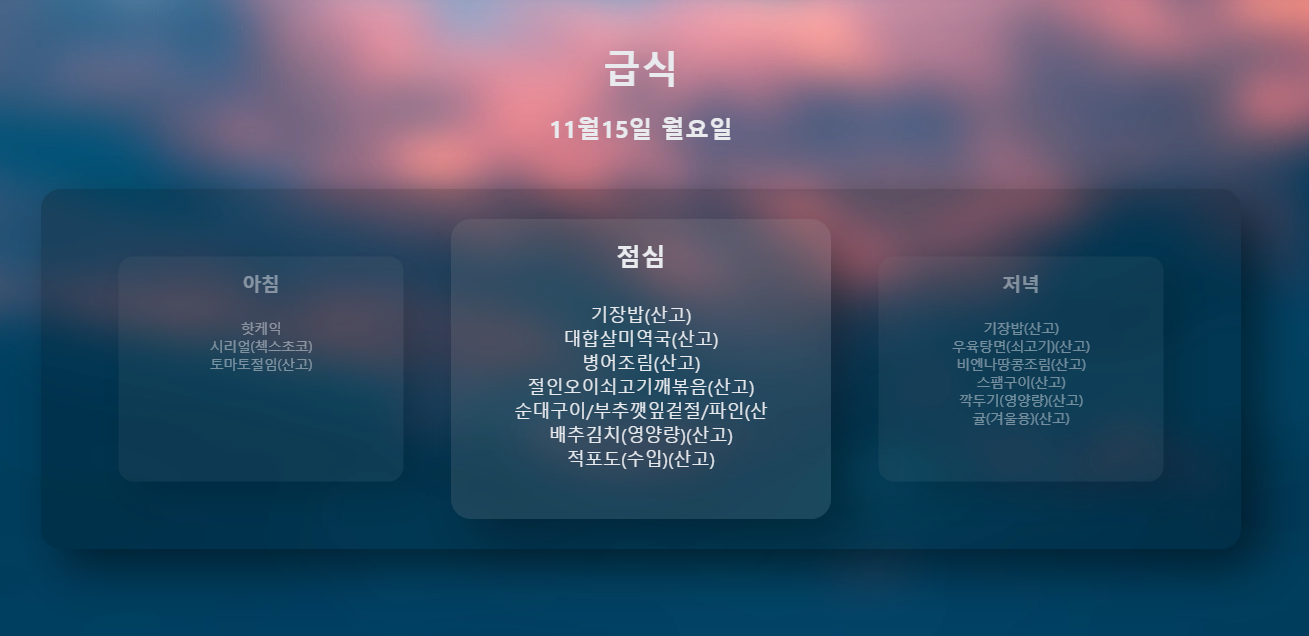 급식
11월15일 월요일
아침
핫케익
시리얼(첵스초코)
토마토절임(산고)
점심
기장밥(산고)
대합살미역국(산고)
병어조림(산고)
절인오이쇠고기깨볶음(산고)
순대구이/부추깻잎겉절/파인(산
배추김치(영양량)(산고)
적포도(수입)(산고)
저녁
기장밥(산고)
우육탕면(쇠고기)(산고)
비엔나땅콩조림(산고)
스팸구이(산고)
깍두기(영양량)(산고)
귤(겨울용)(산고)